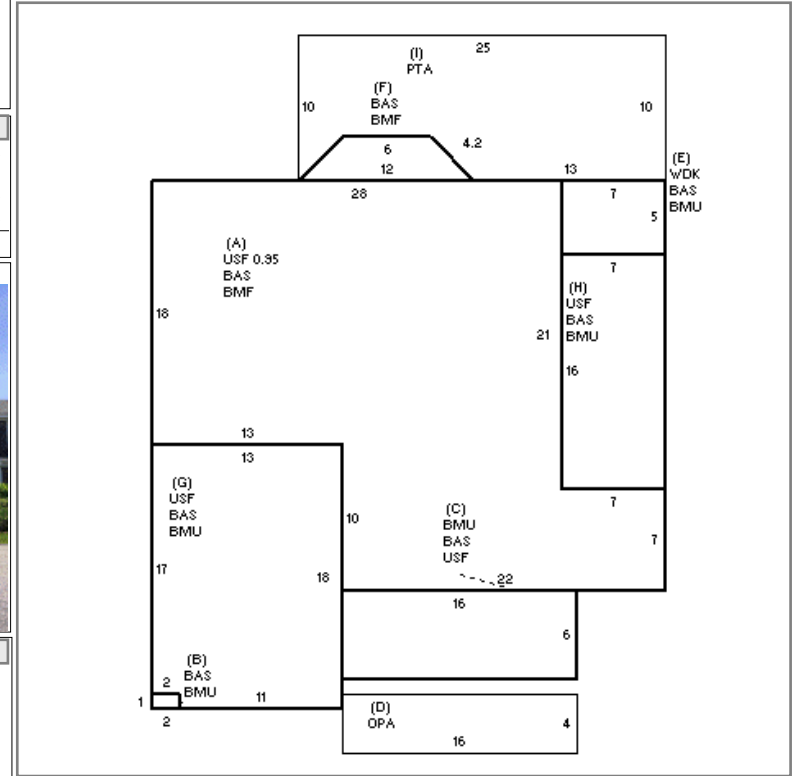 25
(I)
PTA
(F)
BAS
BMF
10
10
6
4.2
12
13
(E)
WDK
BAS
BMU
28
7
5
(A)
USF 0.95
BAS
BMF
7
(H)
USF
BAS
BMU
18
21
16
13
13
(G)
USF
BAS
BMU
7
(C)
BMU
BAS
USF
10
7
17
18
22
16
6
(B)
BAS
BMU
2
1
11
2
(D)
OPA
4
16